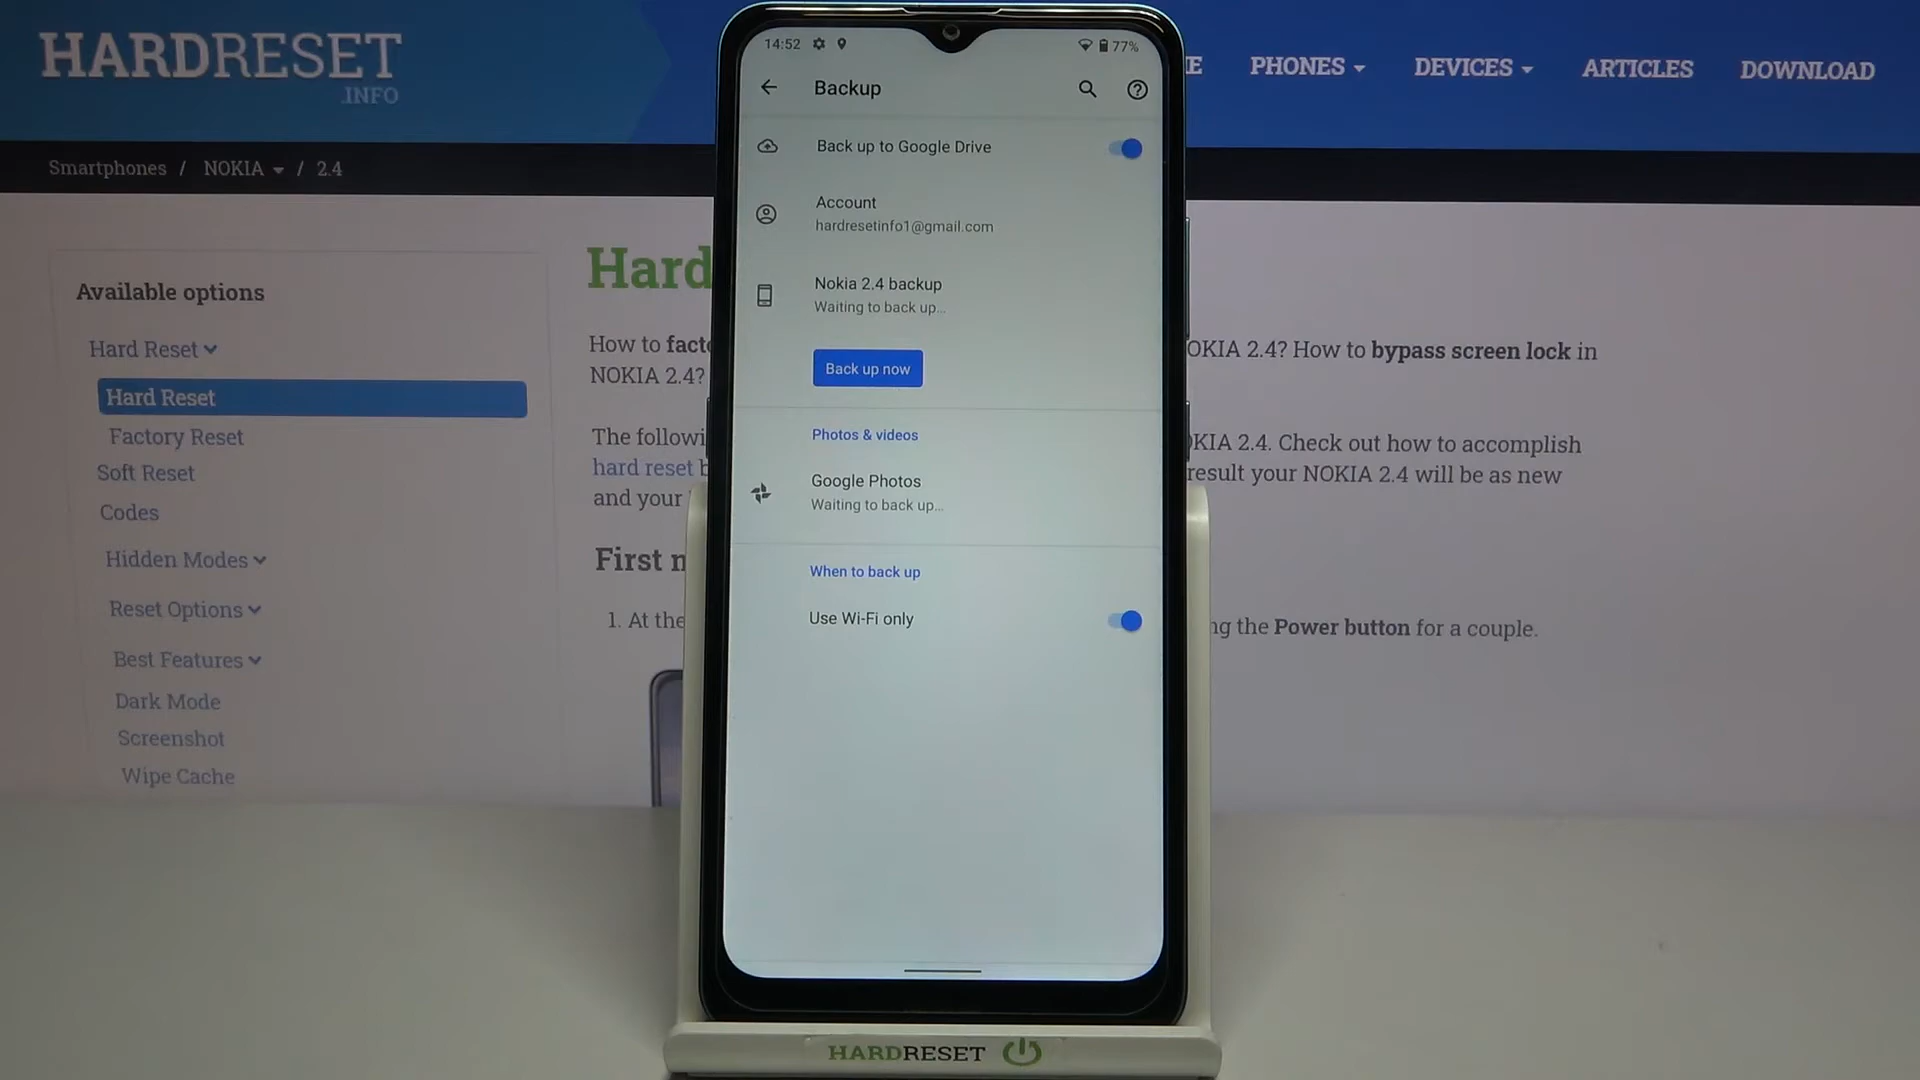 HARDRESET
.INFO
PHONES
DEVICES
ARTICLES
DOWNLOAD
Smartphones / NOKIA / 2.4
Available options
Hard Reset
Hard Reset
Factory Reset
Soft Reset
Codes
Hidden Modes
Reset Options
Best Features
Dark Mode
Screenshot
Wipe Cache
Hard
How to
NOKIA 2.4? How to bypass screen lock in
NOKIA 2.4?
The
NOKIA 2.4. Check out how to accomplish
hard reset
result your NOKIA 2.4 will be as new
and your
First
1. At the
the Power button for a couple.
14:52
77%
Backup
Back up to Google Drive
Account
hardresetinfo1@gmail.com
Nokia 2.4 backup
Waiting to back up...
Back up now
Photos & videos
Google Photos
Waiting to back up...
When to back up
Use Wi-Fi only
HARDRESET